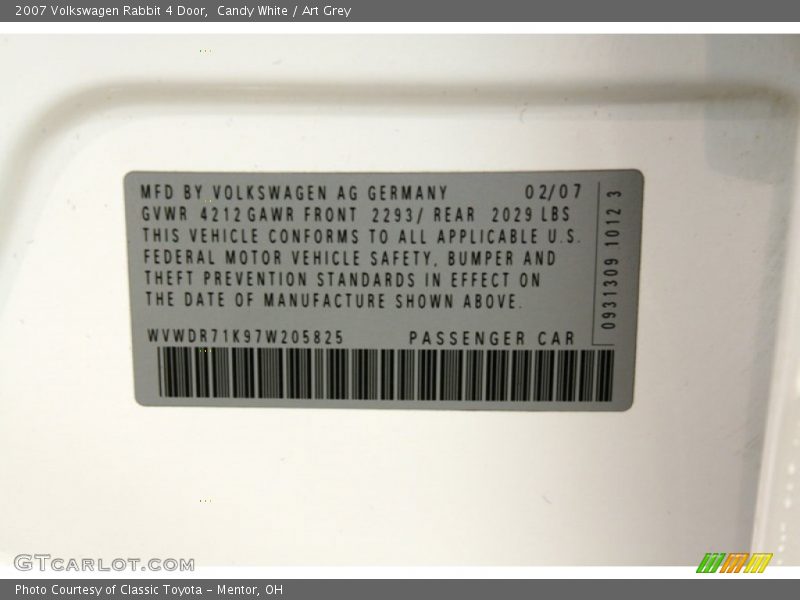 2007 Volkswagen Rabbit 4 Door,  Candy White / Art Grey
MFD BY VOLKSWAGEN AG GERMANY 02/07
GVWR 4212 GAWR FRONT 2293/ REAR 2029 LBS
THIS VEHICLE CONFORMS TO ALL APPLICABLE U.S.
FEDERAL MOTOR VEHICLE SAFETY, BUMPER AND
THEFT PREVENTION STANDARDS IN EFFECT ON
THE DATE OF MANUFACTURE SHOWN ABOVE.
WVWDR71K97W205825 PASSENGER CAR
0931309 1012 3
GTCARLOT.COM
Photo Courtesy of Classic Toyota - Mentor, OH